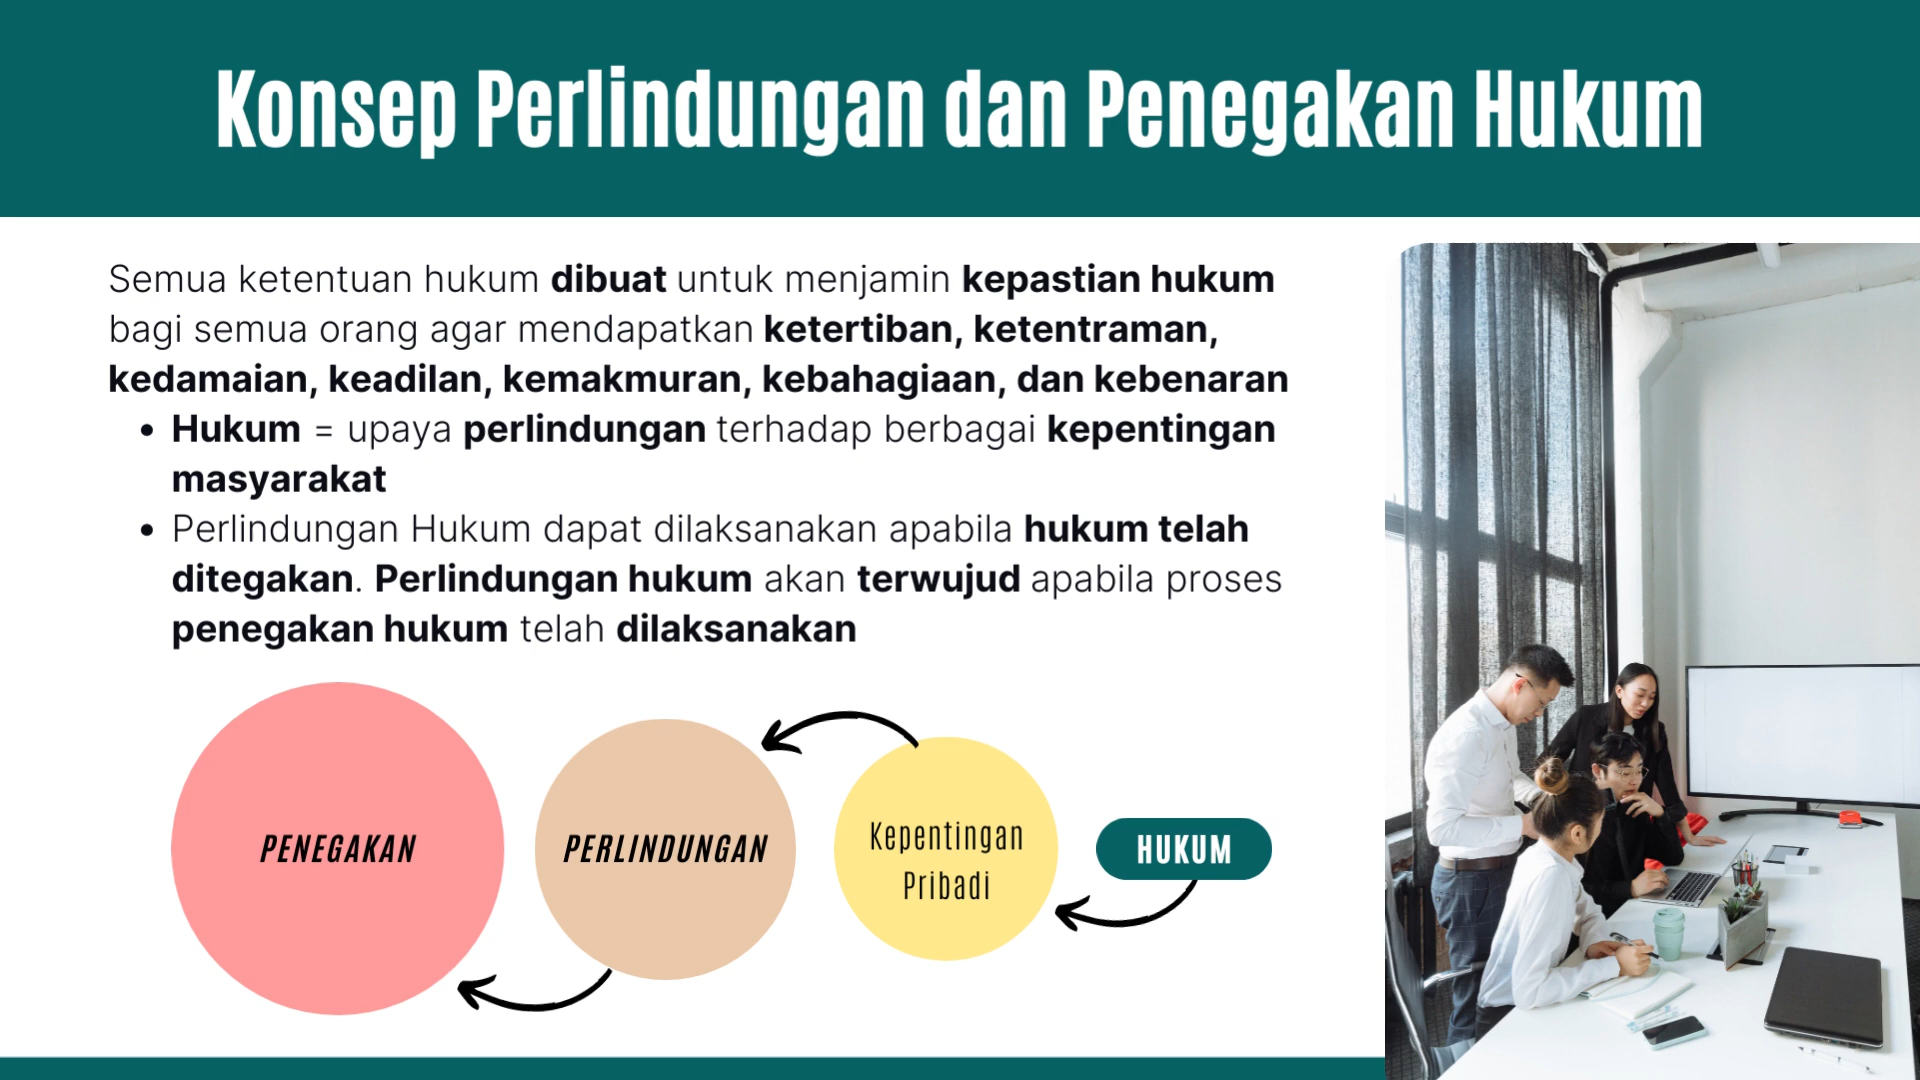 Konsep Perlindungan dan Penegakan Hukum
Semua ketentuan hukum dibuat untuk menjamin kepastian hukum
bagi semua orang agar mendapatkan ketertiban, ketentraman,
kedamaian, keadilan, kemakmuran, kebahagiaan, dan kebenaran
• Hukum = upaya perlindungan terhadap berbagai kepentingan
masyarakat
• Perlindungan Hukum dapat dilaksanakan apabila hukum telah
ditegakan. Perlindungan hukum akan terwujud apabila proses
penegakan hukum telah dilaksanakan
PENEGAKAN
PERLINDUNGAN
Kepentingan
Pribadi
HUKUM